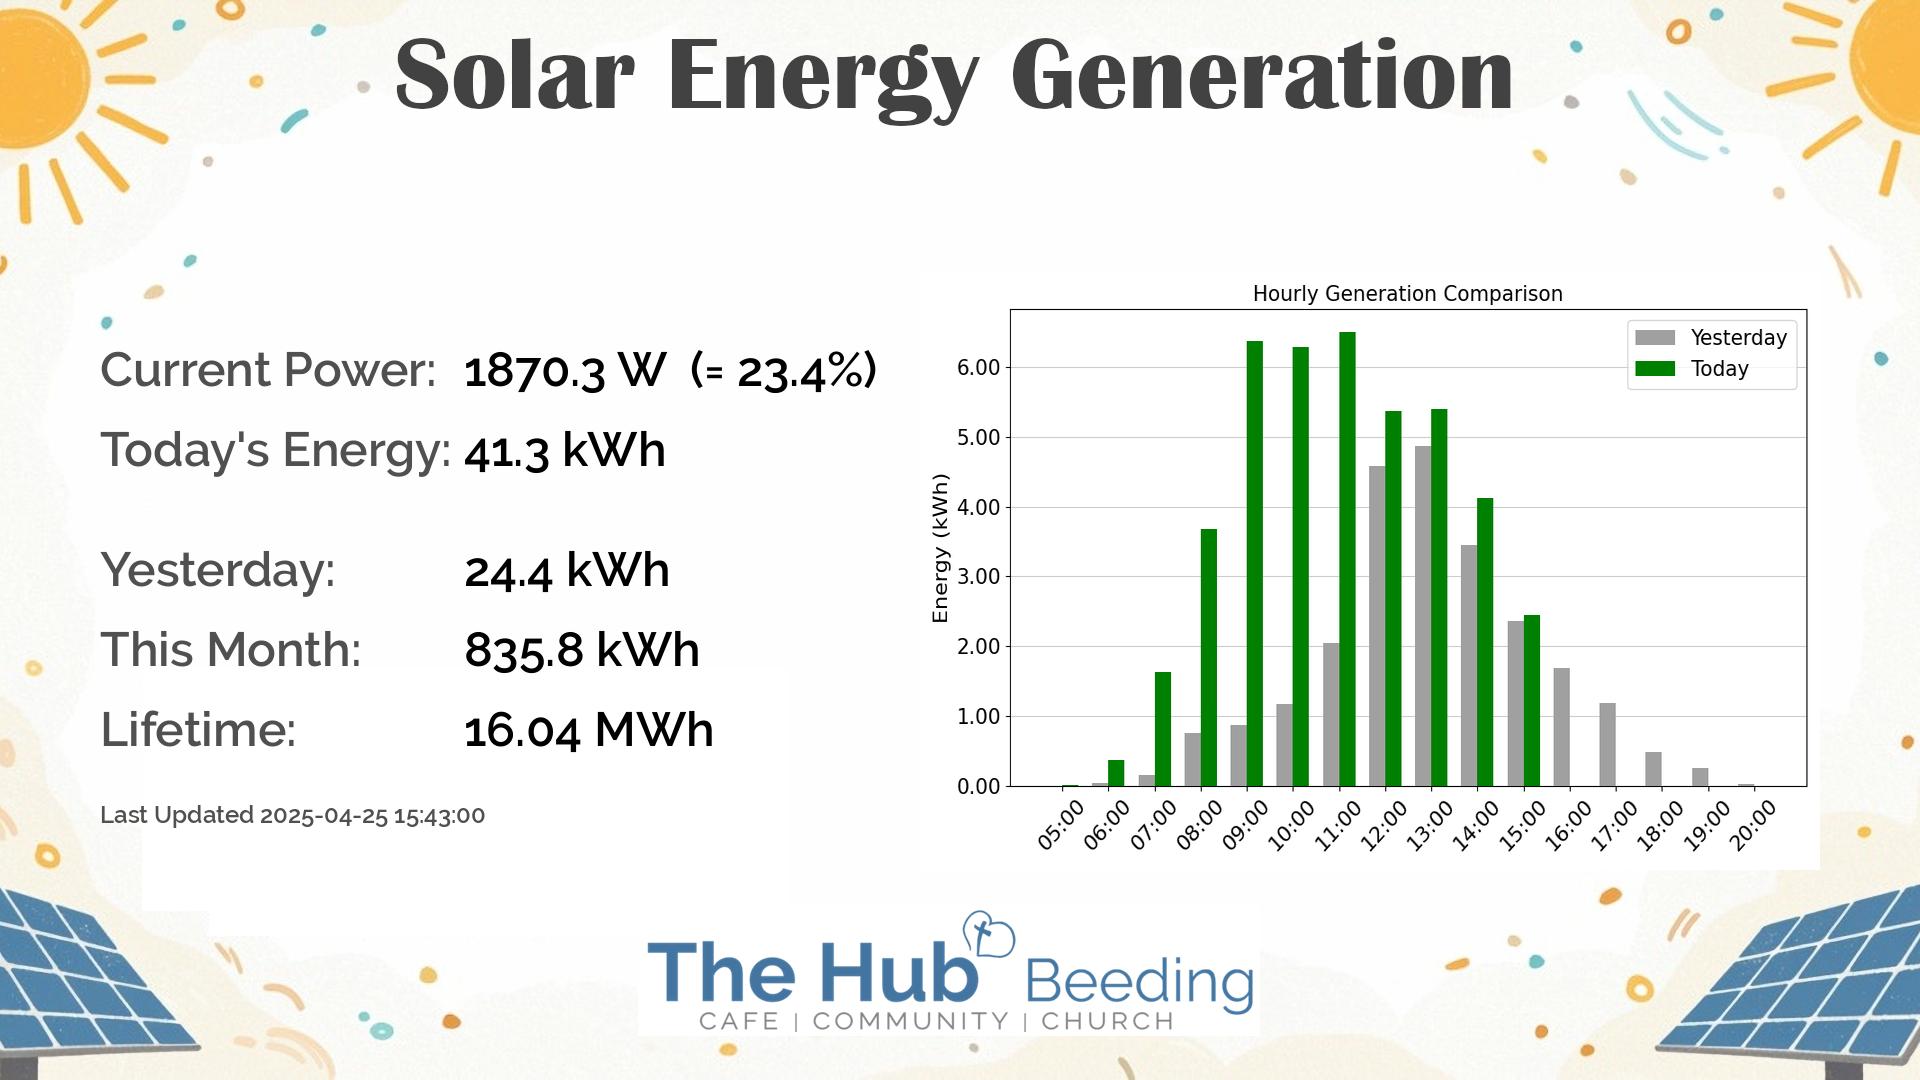 Solar Energy Generation
Current Power: 1870.3 W (= 23.4%)
Today's Energy: 41.3 kWh
Yesterday: 24.4 kWh
This Month: 835.8 kWh
Lifetime: 16.04 MWh
Last Updated 2025-04-25 15:43:00
Hourly Generation Comparison
Yesterday
Today
Energy (kWh)
6.00
5.00
4.00
3.00
2.00
1.00
0.00
05:00 06:00 07:00 08:00 09:00 10:00 11:00 12:00 13:00 14:00 15:00 16:00 17:00 18:00 19:00 20:00
The Hub Beeding
CAFE | COMMUNITY | CHURCH